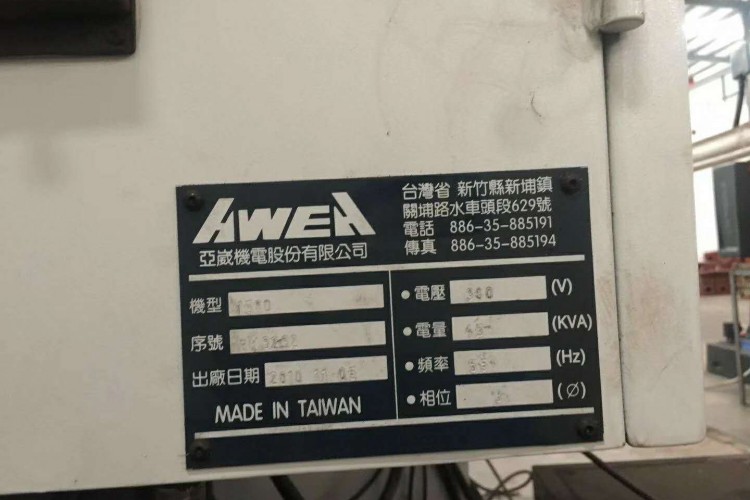 AWEA
亞崴機電股份有限公司
台灣省 新竹縣新埔鎮
關埔路水車頭段629號
電話 886-35-885191
傳真 886-35-885194
機型
序號
出廠日期 2010
MADE IN TAIWAN
電壓 (V)
電量 (KVA)
頻率 (Hz)
相位 (Ø)